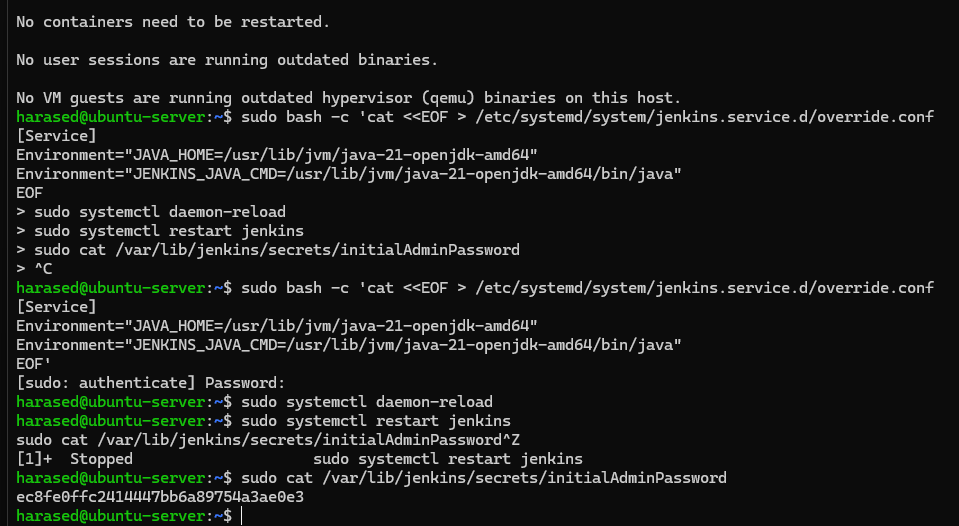 No containers need to be restarted.
No user sessions are running outdated binaries.
No VM guests are running outdated hypervisor (qemu) binaries on this host.
harased@ubuntu-server:~$ sudo bash -c 'cat <<EOF > /etc/systemd/system/jenkins.service.d/override.conf
[Service]
Environment="JAVA_HOME=/usr/lib/jvm/java-21-openjdk-amd64"
Environment="JENKINS_JAVA_CMD=/usr/lib/jvm/java-21-openjdk-amd64/bin/java"
EOF
> sudo systemctl daemon-reload
> sudo systemctl restart jenkins
> sudo cat /var/lib/jenkins/secrets/initialAdminPassword
> ^C
harased@ubuntu-server:~$ sudo bash -c 'cat <<EOF > /etc/systemd/system/jenkins.service.d/override.conf
[Service]
Environment="JAVA_HOME=/usr/lib/jvm/java-21-openjdk-amd64"
Environment="JENKINS_JAVA_CMD=/usr/lib/jvm/java-21-openjdk-amd64/bin/java"
EOF'
[sudo: authenticate] Password:
harased@ubuntu-server:~$ sudo systemctl daemon-reload
harased@ubuntu-server:~$ sudo systemctl restart jenkins
sudo cat /var/lib/jenkins/secrets/initialAdminPassword^Z
[1]+  Stopped                 sudo systemctl restart jenkins
harased@ubuntu-server:~$ sudo cat /var/lib/jenkins/secrets/initialAdminPassword
ec8fe0ffc2414447bb6a89754a3ae0e3
harased@ubuntu-server:~$